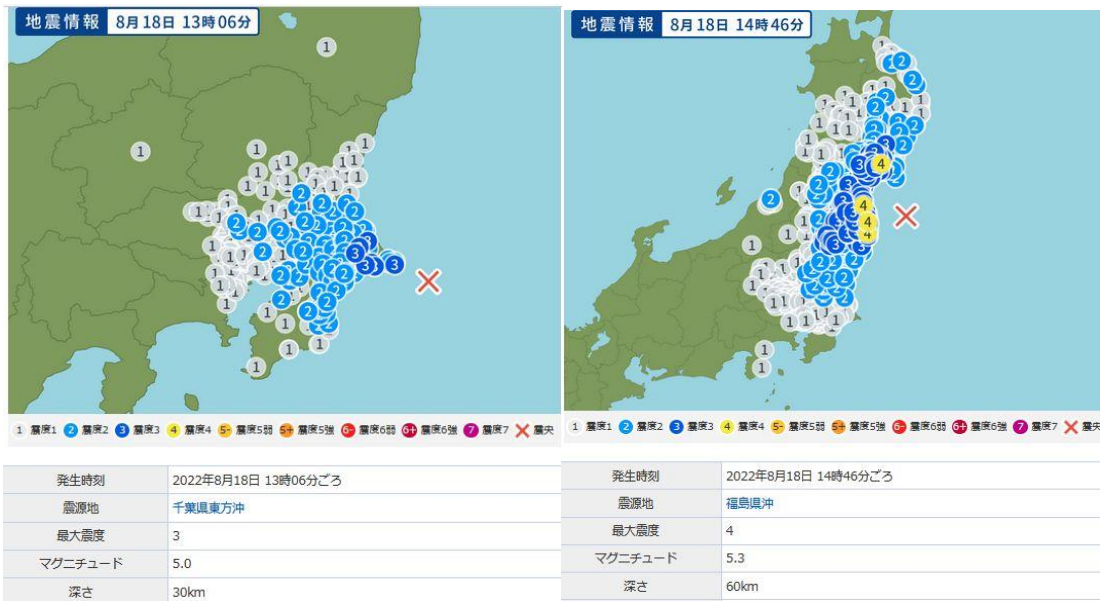 地震情報 8月18日 13時06分
1 震度1 2 震度2 3 震度3 4 震度4 5- 震度5弱 5+ 震度5強 6- 震度6弱 6+ 震度6強 7 震度7 震央
発生時刻 2022年8月18日 13時06分ごろ
震源地 千葉県東方沖
最大震度 3
マグニチュード 5.0
深さ 30km
地震情報 8月18日 14時46分
1 震度1 2 震度2 3 震度3 4 震度4 5- 震度5弱 5+ 震度5強 6- 震度6弱 6+ 震度6強 7 震度7 震央
発生時刻 2022年8月18日 14時46分ごろ
震源地 福島県沖
最大震度 4
マグニチュード 5.3
深さ 60km